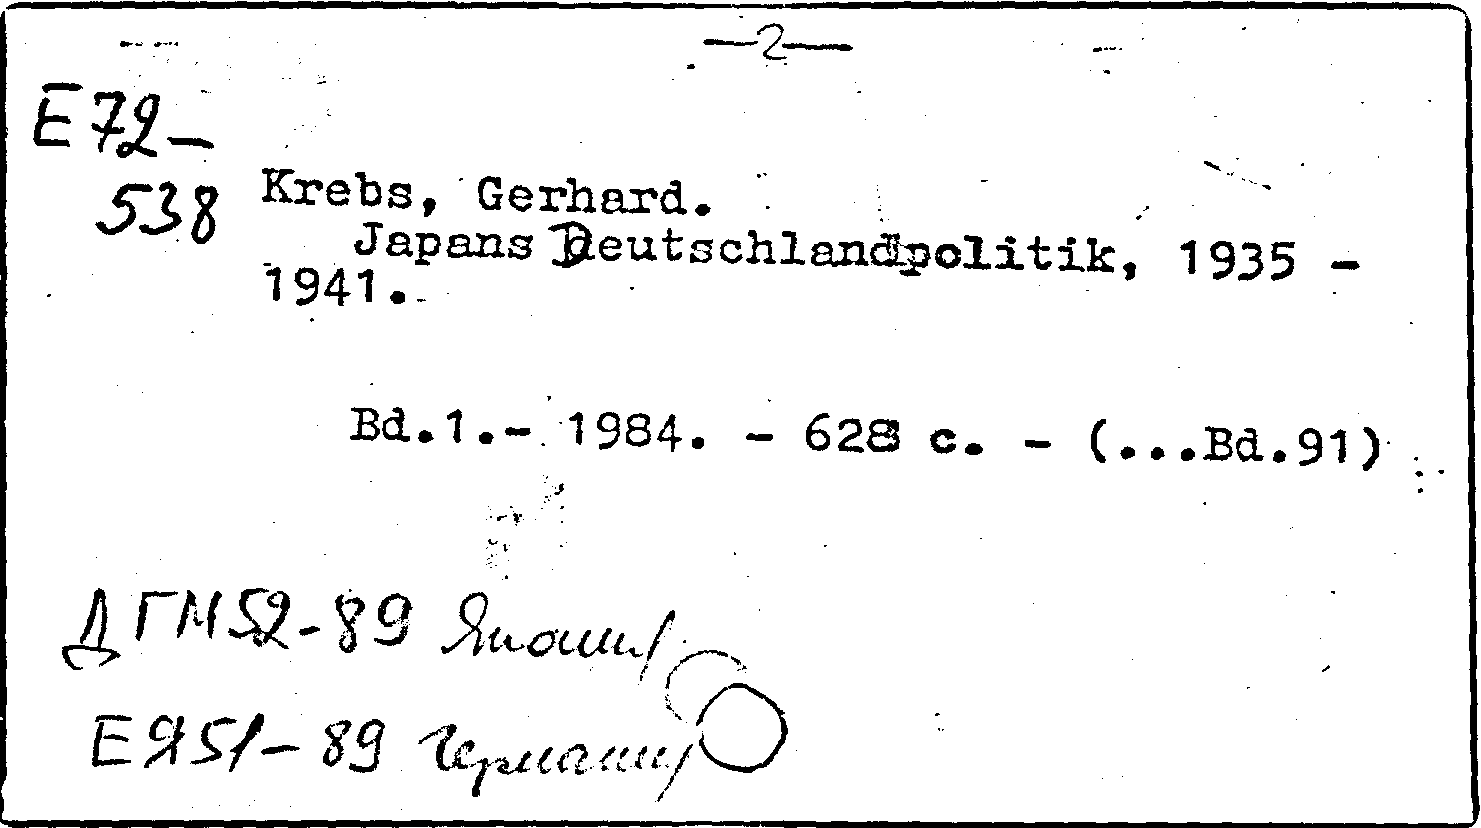 —2—
E72—
538
Krebs, Gerhard.
Japans Deutschlandpolitik, 1935 –
1941.
Bd.1.– 1984. – 628 c. – (...Bd.91)
ДГМ52-89 Япония/
ЕЯ51-89 Германия/